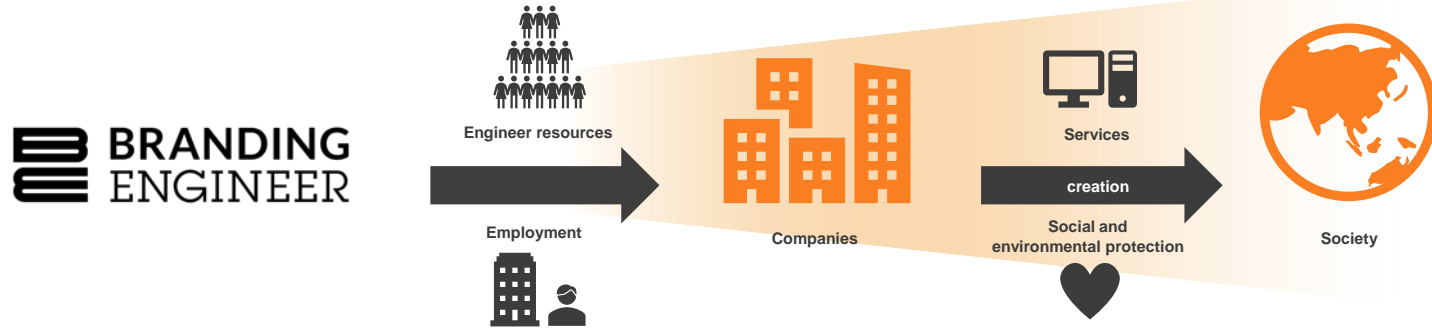 BRANDING
ENGINEER
Engineer resources
Employment
Companies
Services
creation
Social and
environmental protection
Society